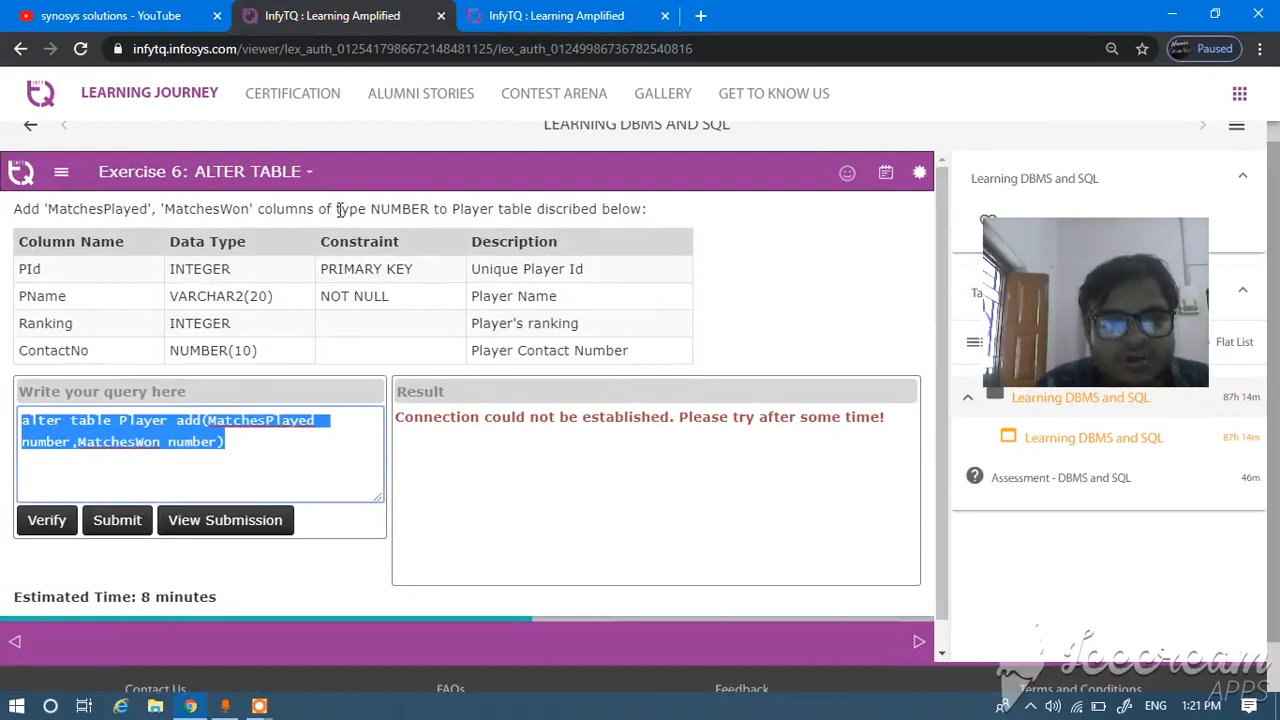 synosys solutions - YouTube
InfyTQ : Learning Amplified
InfyTQ : Learning Amplified
infytq.infosys.com/viewer/lex_auth_0125417986672148481125/lex_auth_01249986736782540816
Paused
LEARNING JOURNEY
CERTIFICATION
ALUMNI STORIES
CONTEST ARENA
GALLERY
GET TO KNOW US
LEARNING DBMS AND SQL
Exercise 6: ALTER TABLE
Learning DBMS and SQL
Add 'MatchesPlayed', 'MatchesWon' columns of type NUMBER to Player table discribed below:
Column Name Data Type Constraint Description
PId INTEGER PRIMARY KEY Unique Player Id
PName VARCHAR2(20) NOT NULL Player Name
Ranking INTEGER Player's ranking
ContactNo NUMBER(10) Player Contact Number
Ta
Flat List
Write your query here
Result
Learning DBMS and SQL 87h 14m
alter table Player add(MatchesPlayed
number,MatchesWon number)
Connection could not be established. Please try after some time!
Learning DBMS and SQL 87h 14m
Assessment - DBMS and SQL 46m
Verify
Submit
View Submission
Estimated Time: 8 minutes
Contact Us
FAQs
Feedback
Terms and Conditions
APPS
ENG
1:21 PM